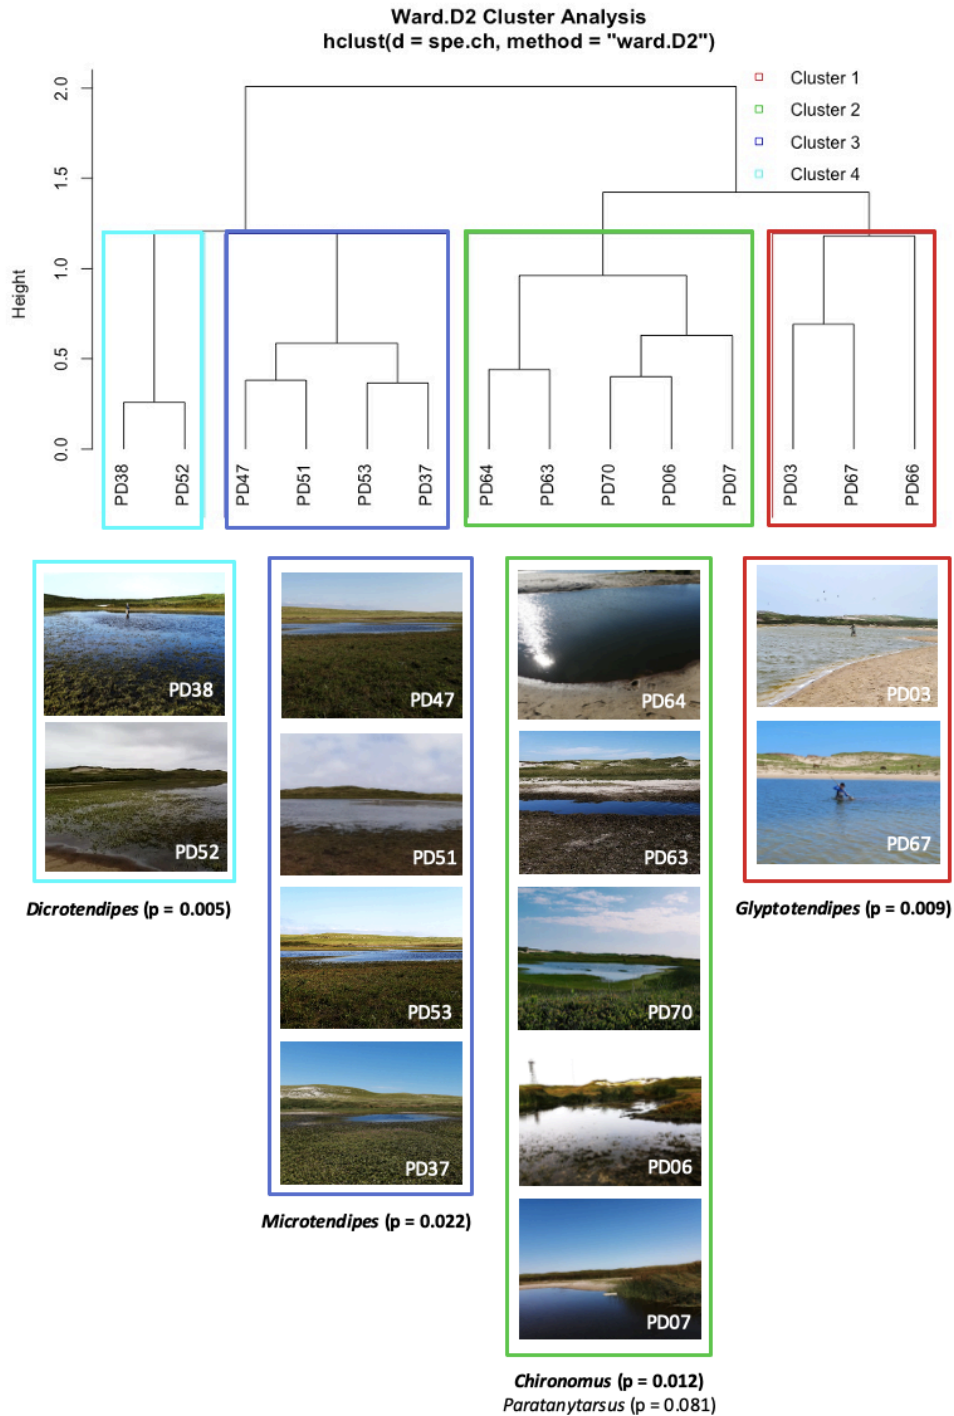 Ward.D2 Cluster Analysis
hclust(d = spe.ch, method = "ward.D2")
Cluster 1
Cluster 2
Cluster 3
Cluster 4
Height
2.0
1.5
1.0
0.5
0.0
PD38
PD52
PD47
PD51
PD53
PD37
PD64
PD63
PD70
PD06
PD07
PD03
PD67
PD66
PD38
PD52
Dicrotendipes (p = 0.005)
PD47
PD51
PD53
PD37
Microtendipes (p = 0.022)
PD64
PD63
PD70
PD06
PD07
Chironomus (p = 0.012)
Paratanytarsus (p = 0.081)
PD03
PD67
Glyptotendipes (p = 0.009)